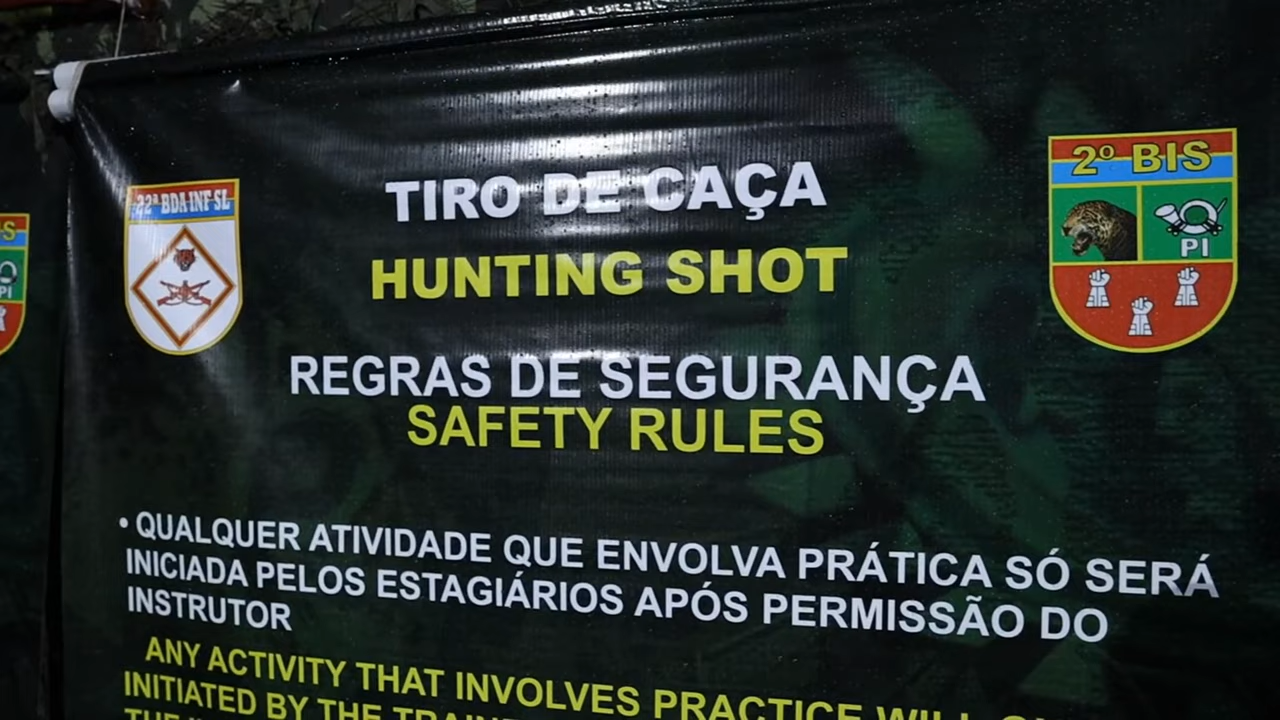 22ª BDA INF SL
2º BIS
PI
TIRO DE CAÇA
HUNTING SHOT
REGRAS DE SEGURANÇA
SAFETY RULES
• QUALQUER ATIVIDADE QUE ENVOLVA PRÁTICA SÓ SERÁ
INICIADA PELOS ESTAGIÁRIOS APÓS PERMISSÃO DO
INSTRUTOR
ANY ACTIVITY THAT INVOLVES PRACTICE WILL
INITIATED BY THE